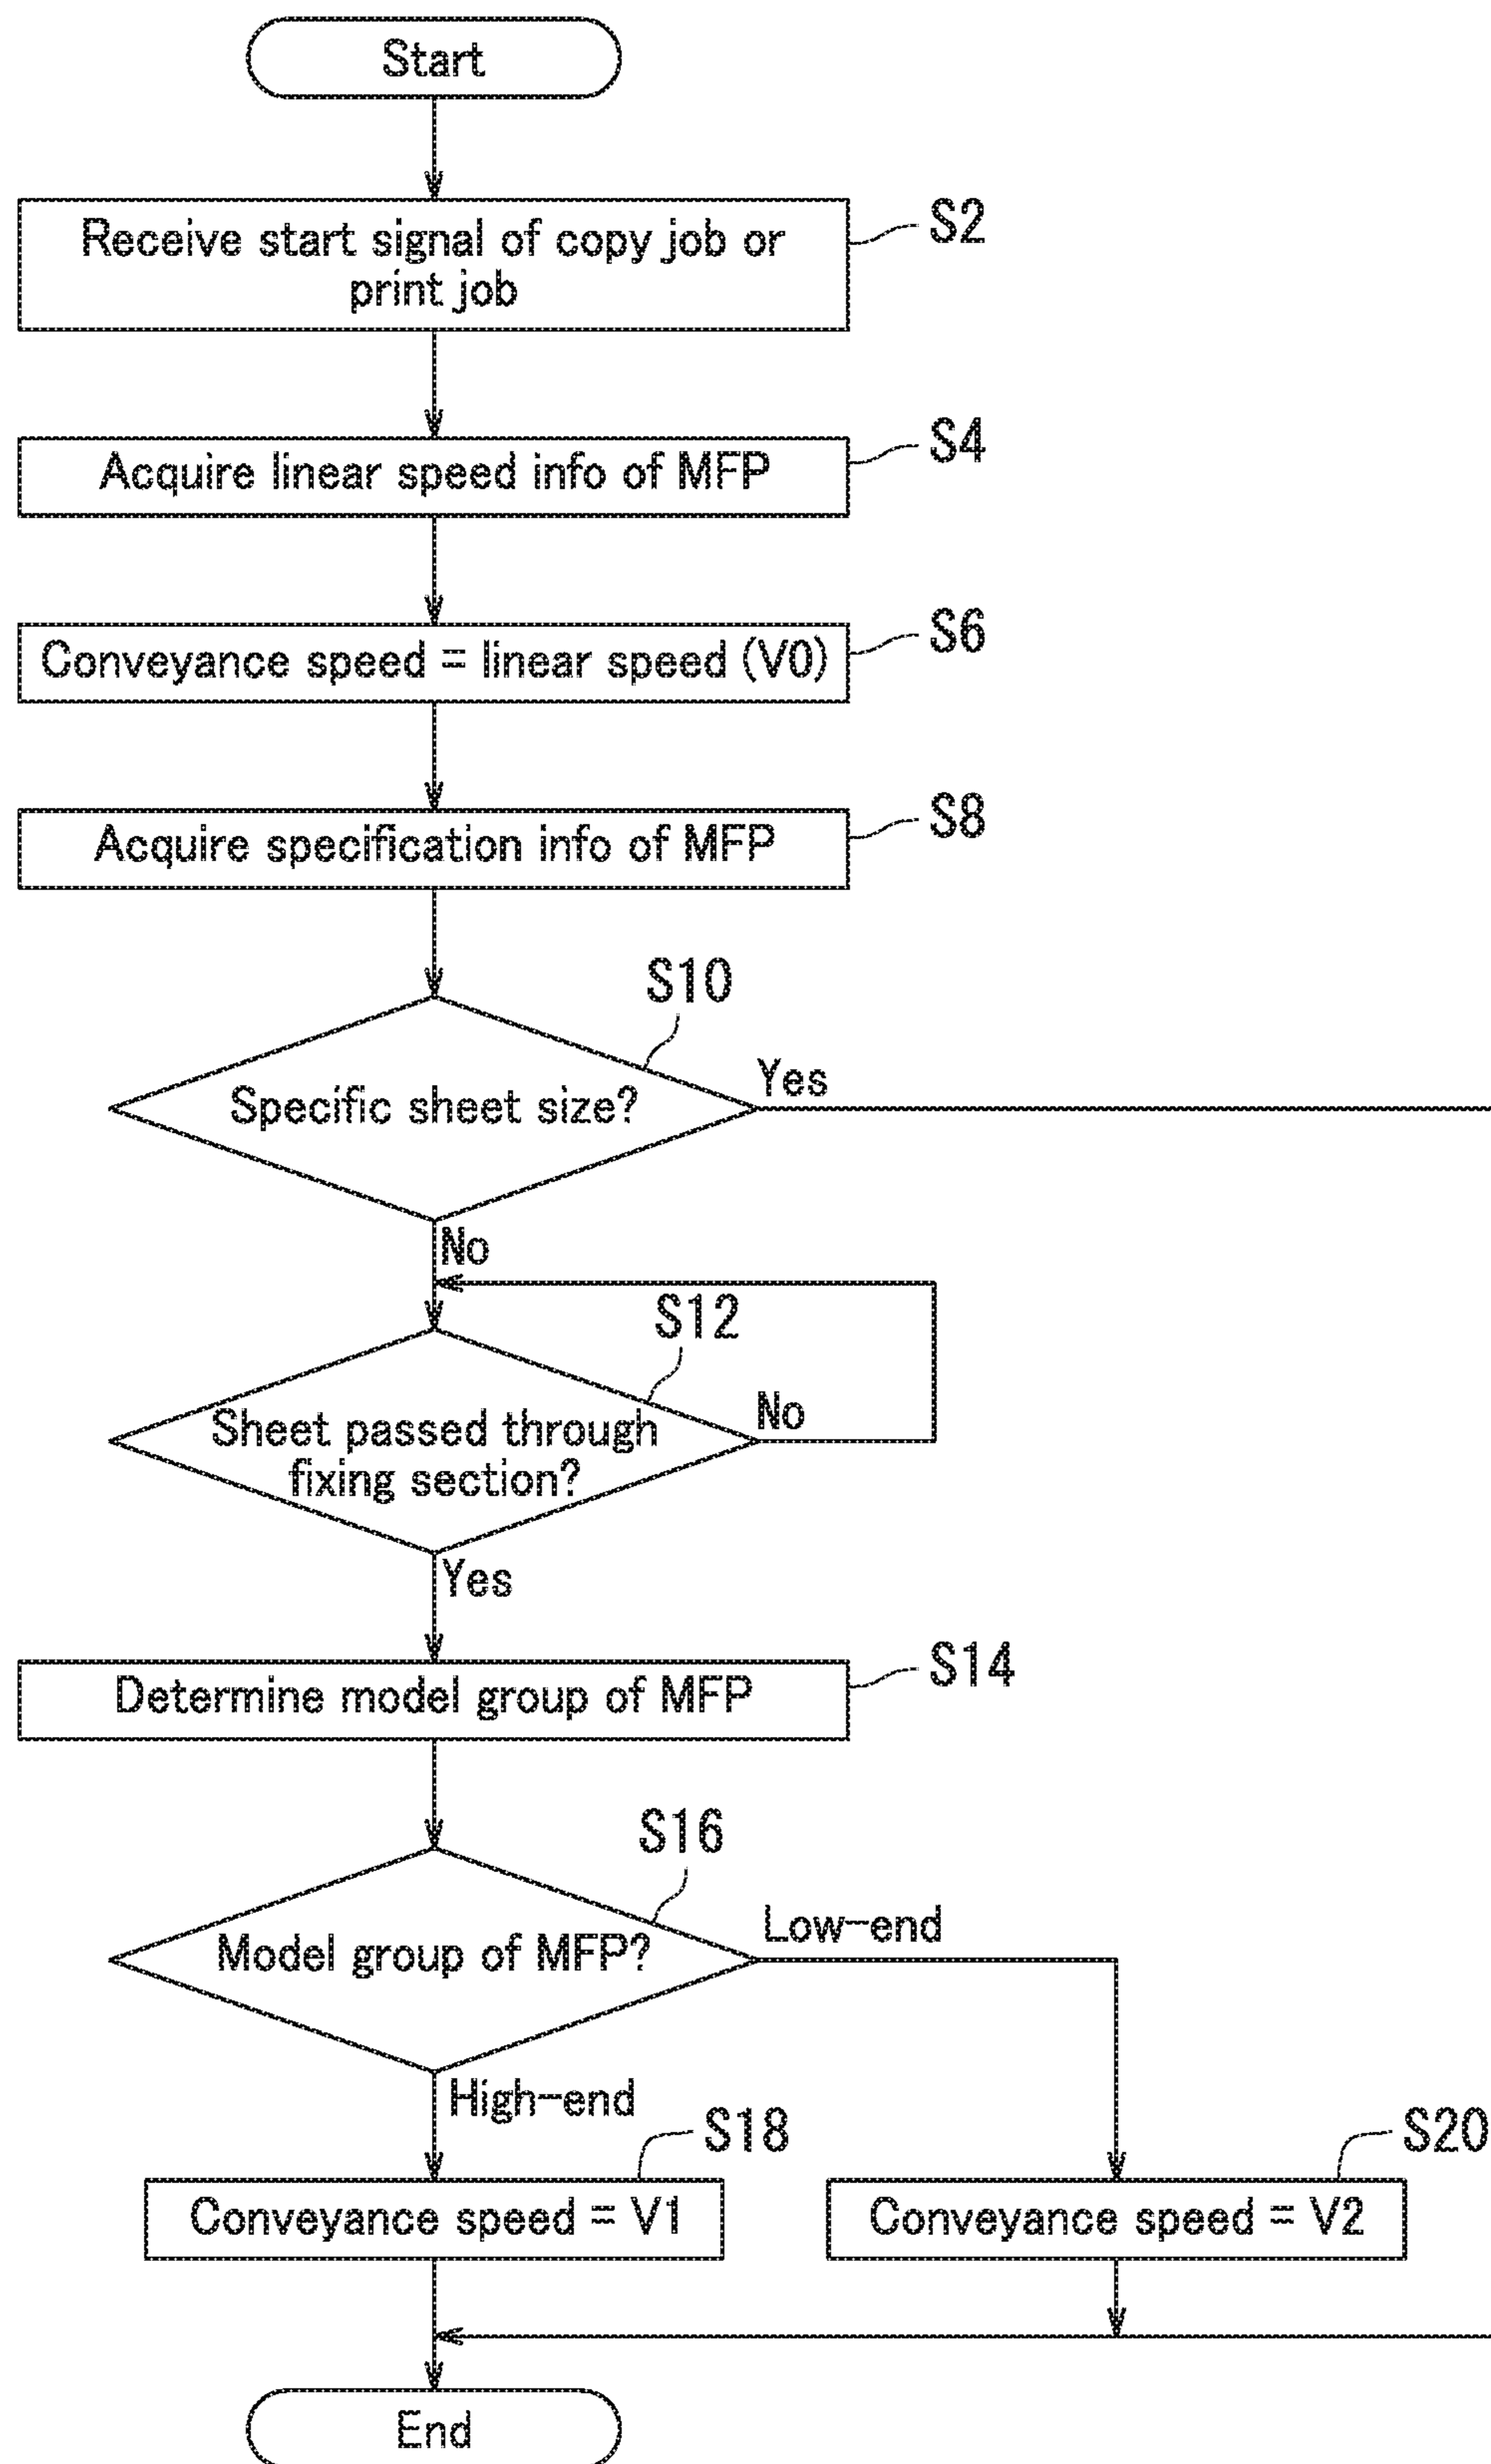 Start
Receive start signal of copy job or
print job
S2
Acquire linear speed info of MFP
S4
Conveyance speed = linear speed (V0)
S6
Acquire specification info of MFP
S8
S10
Specific sheet size?
Yes
No
S12
Sheet passed through
fixing section?
No
Yes
Determine model group of MFP
S14
S16
Model group of MFP?
Low-end
High-end
S18
Conveyance speed = V1
S20
Conveyance speed = V2
End